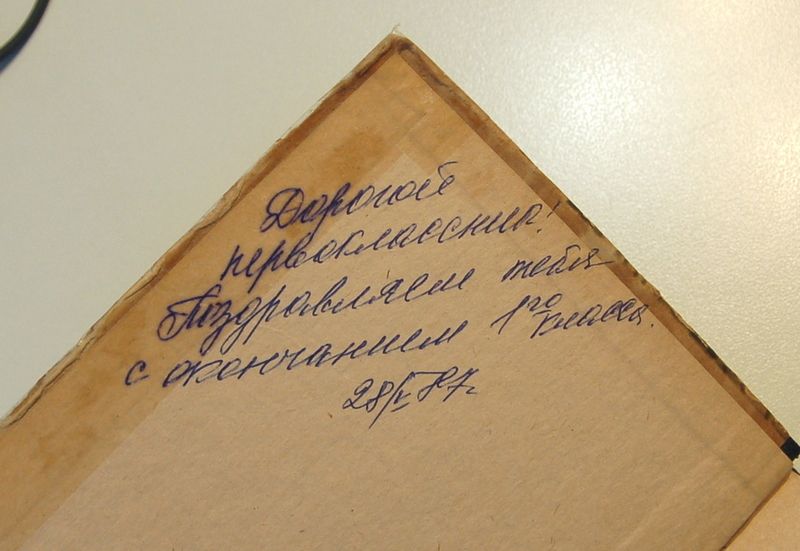 Дорогой
первоклассник!
Поздравляем тебя
с окончанием 1го класса.
28/V 87г.